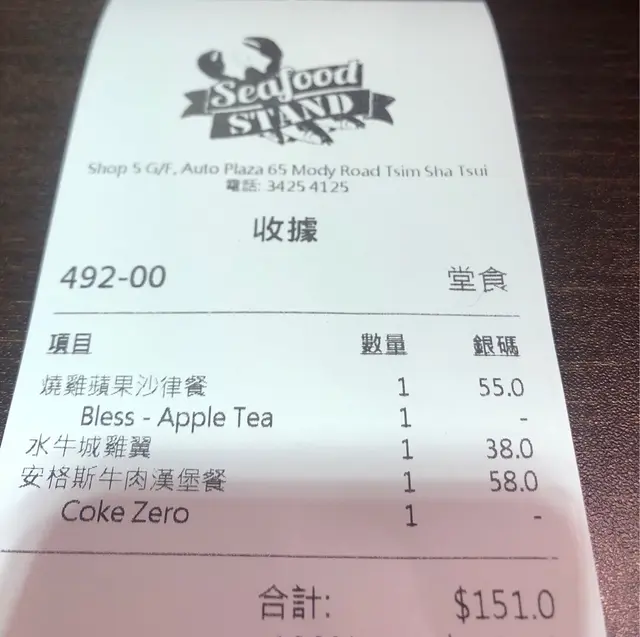 Seafood
STAND
Shop 5 G/F, Auto Plaza 65 Mody Road Tsim Sha Tsui
電話: 3425 4125
收據
492-00 堂食
項目 數量 銀碼
燒雞蘋果沙律餐 1 55.0
Bless - Apple Tea 1 -
水牛城雞翼 1 38.0
安格斯牛肉漢堡餐 1 58.0
Coke Zero 1 -
合計: $151.0